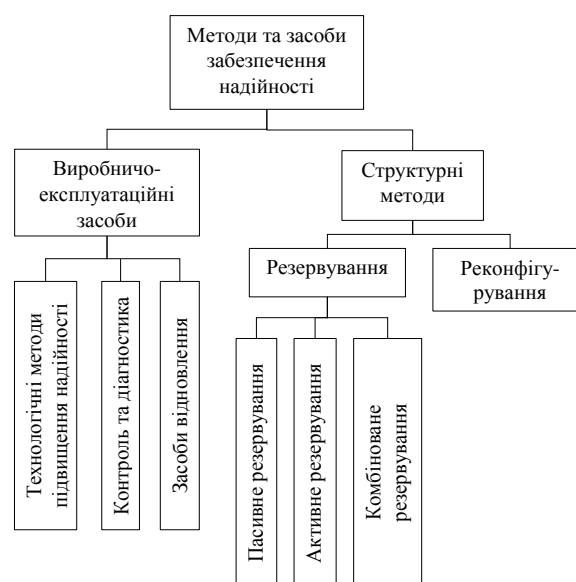 Методи та засоби
забезпечення
надійності
Виробничо-
експлуатаційні
засоби
Структурні
методи
Резервування
Реконфігу-
рування
Технологічні методи
підвищення надійності
Контроль та діагностика
Засоби відновлення
Пасивне резервування
Активне резервування
Комбіноване
резервування